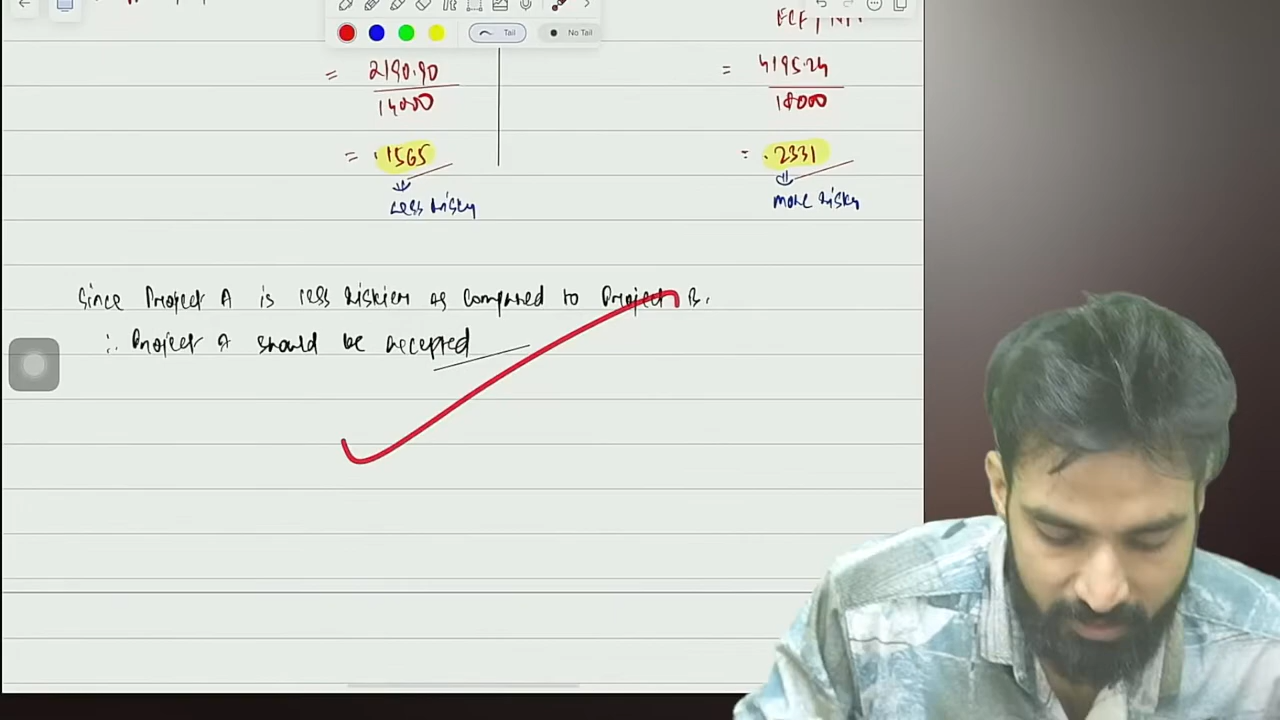 Tail
No Tail
= 2190.90
14000
= .1565
Less Risky
= 4195.24
18000
= .2331
More Risky
Since Project A is less riskier as compared to Project B.
∴ Project A should be accepted